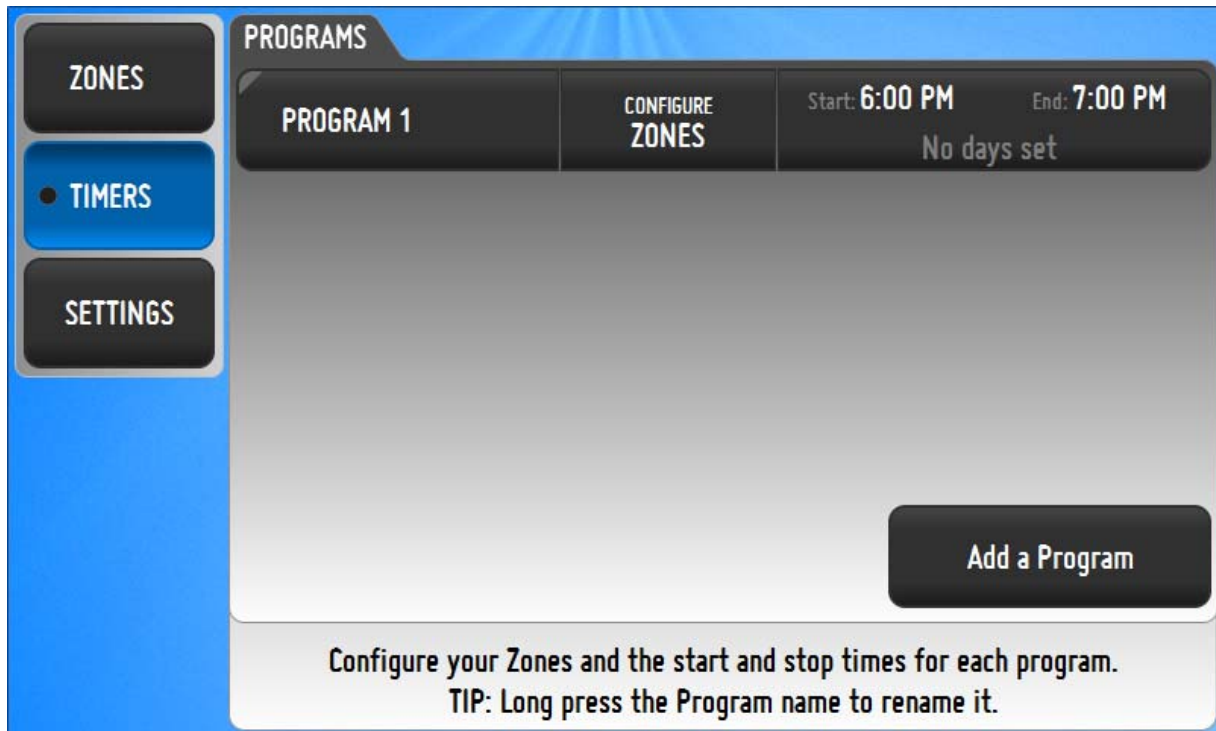 ZONES
TIMERS
SETTINGS
PROGRAMS
PROGRAM 1
CONFIGURE
ZONES
Start: 6:00 PM End: 7:00 PM
No days set
Add a Program
Configure your Zones and the start and stop times for each program.
TIP: Long press the Program name to rename it.